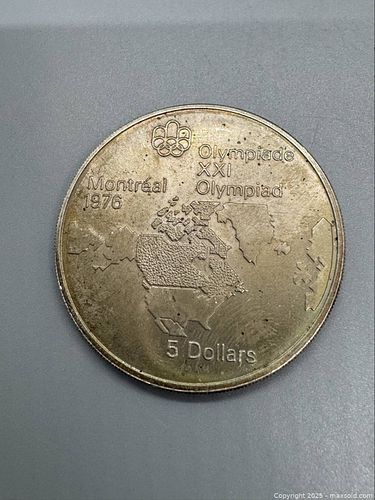 Olympiade
XXI
Olympiad
Montréal
1976
5 Dollars
Copyright 2025 - maxsold.com